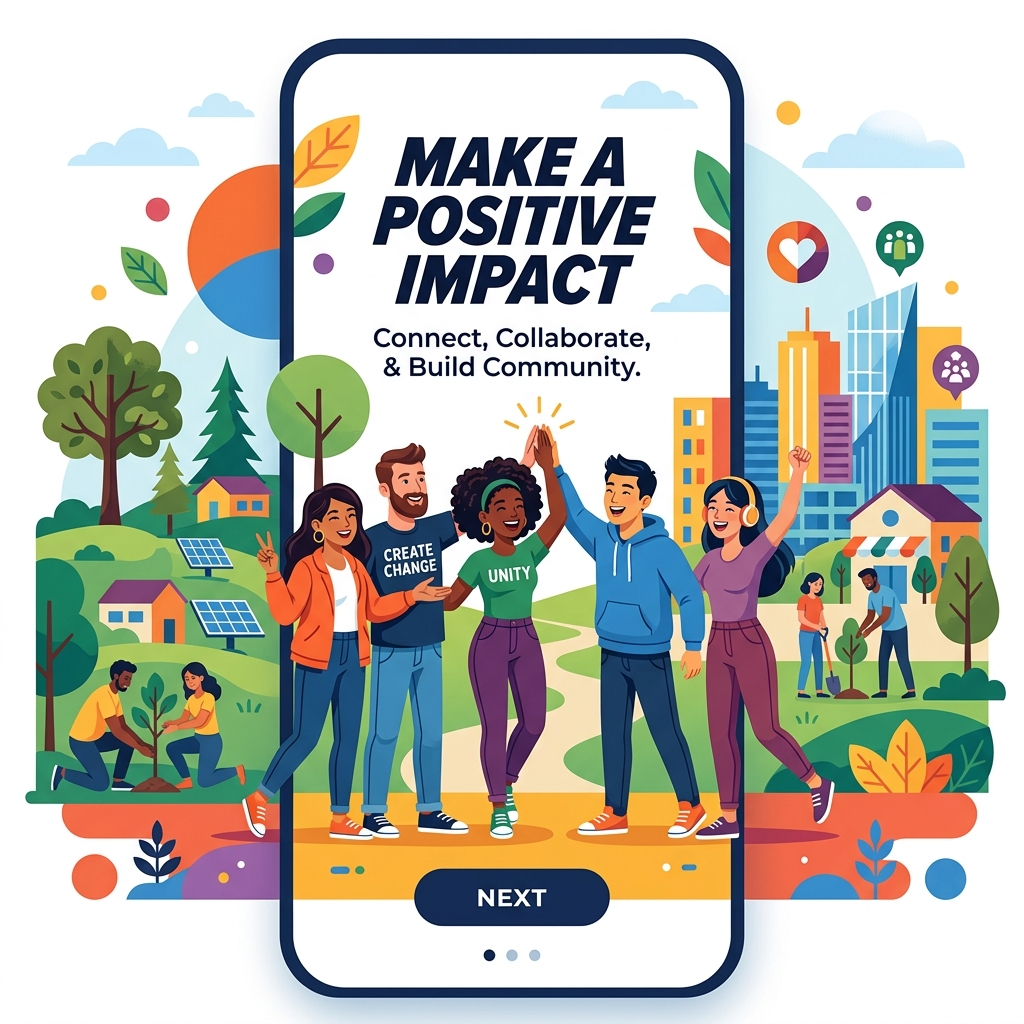 MAKE A
POSITIVE
IMPACT
Connect, Collaborate,
& Build Community.
CREATE
CHANGE
UNITY
NEXT